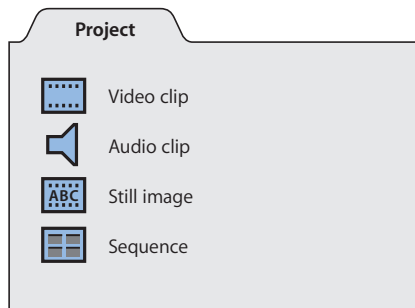 Project
Video clip
Audio clip
ABC
Still image
Sequence